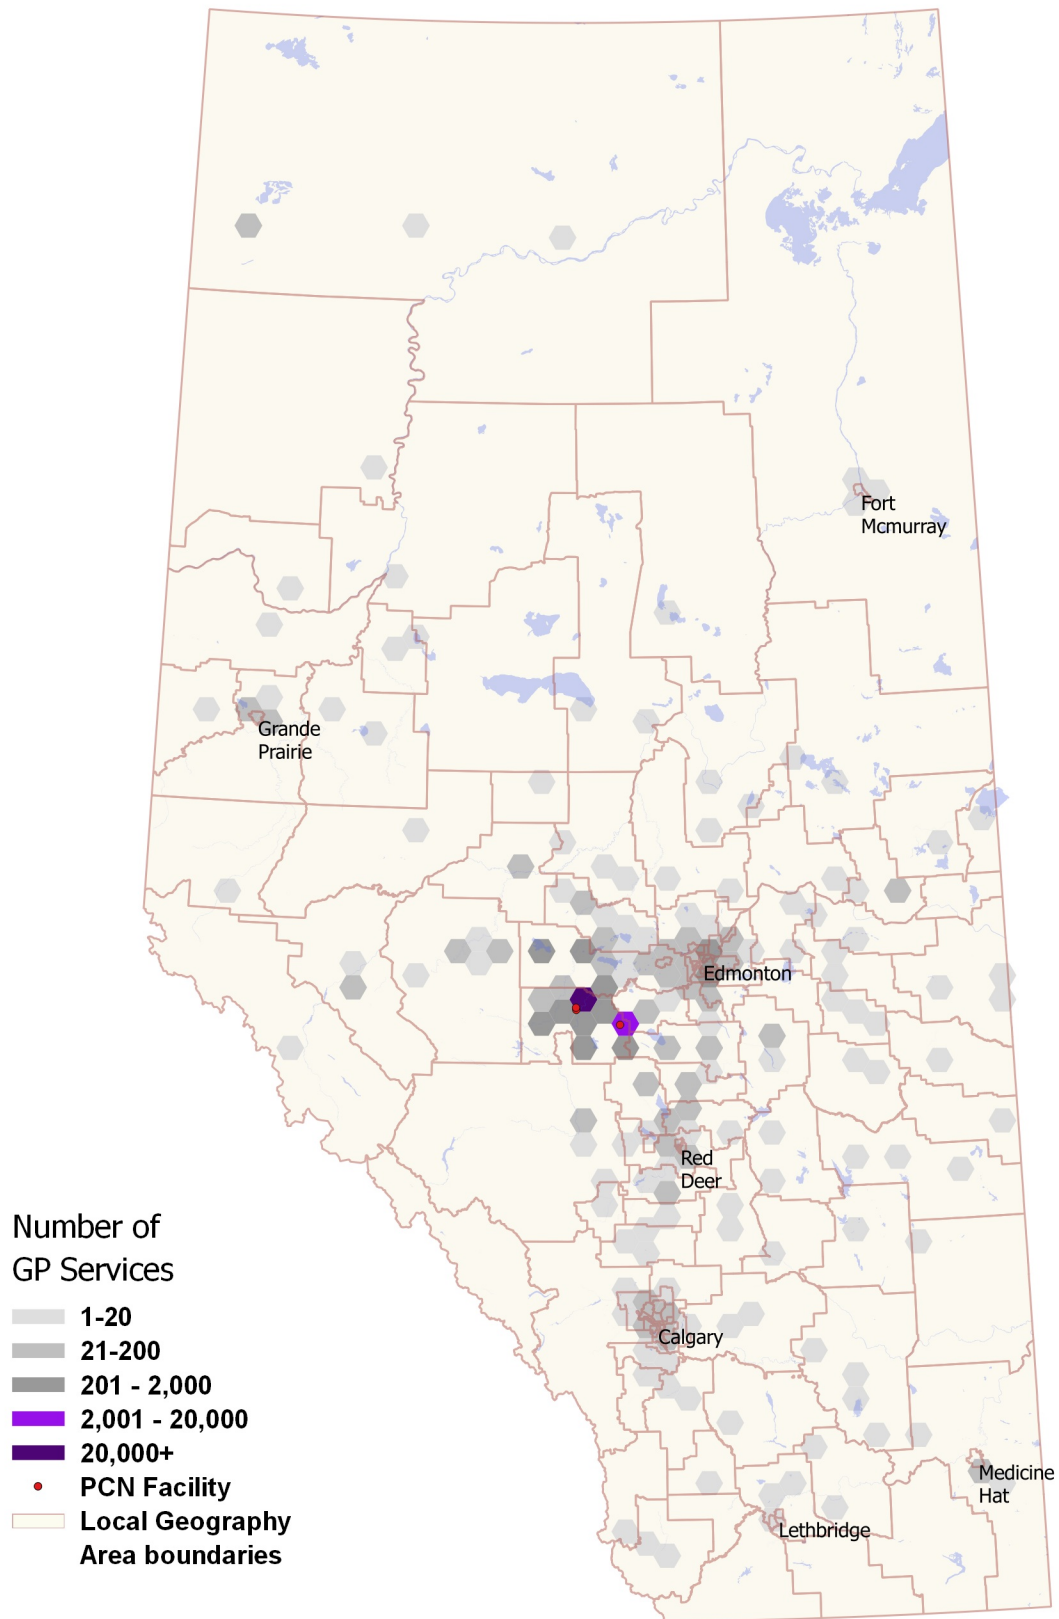 Fort
Mcmurray
Grande
Prairie
Edmonton
Red
Deer
Number of
GP Services
1-20
21-200
201 - 2,000
2,001 - 20,000
20,000+
PCN Facility
Local Geography
Area boundaries
Calgary
Medicine
Hat
Lethbridge